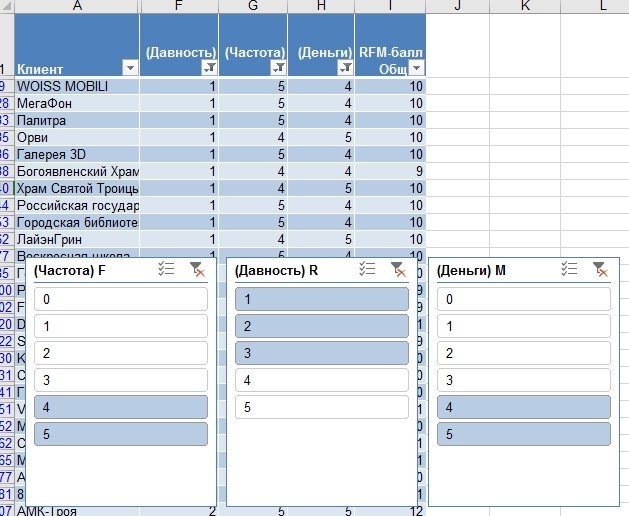 A F G H I J K L
(Давность) (Частота) (Деньги) RFM-балл
1 Клиент Общ
9 WOISS MOBILI 1 5 4 10
28 МегаФон 1 5 4 10
33 Палитра 1 5 4 10
35 Орви 1 4 5 10
36 Галерея 3D 1 5 4 10
38 Богоявленский Храм 1 4 4 9
40 Храм Святой Троиць 1 4 5 10
44 Российская государ 1 5 4 10
53 Городская библиоте 1 5 4 10
62 ЛайэнГрин 1 4 5 10
77 Воскресная школа 1 5 4 10
(Частота) F
0
1
2
3
4
5
(Давность) R
1
2
3
4
5
(Деньги) M
0
1
2
3
4
5
07 АМК-Троя 2 5 5 12